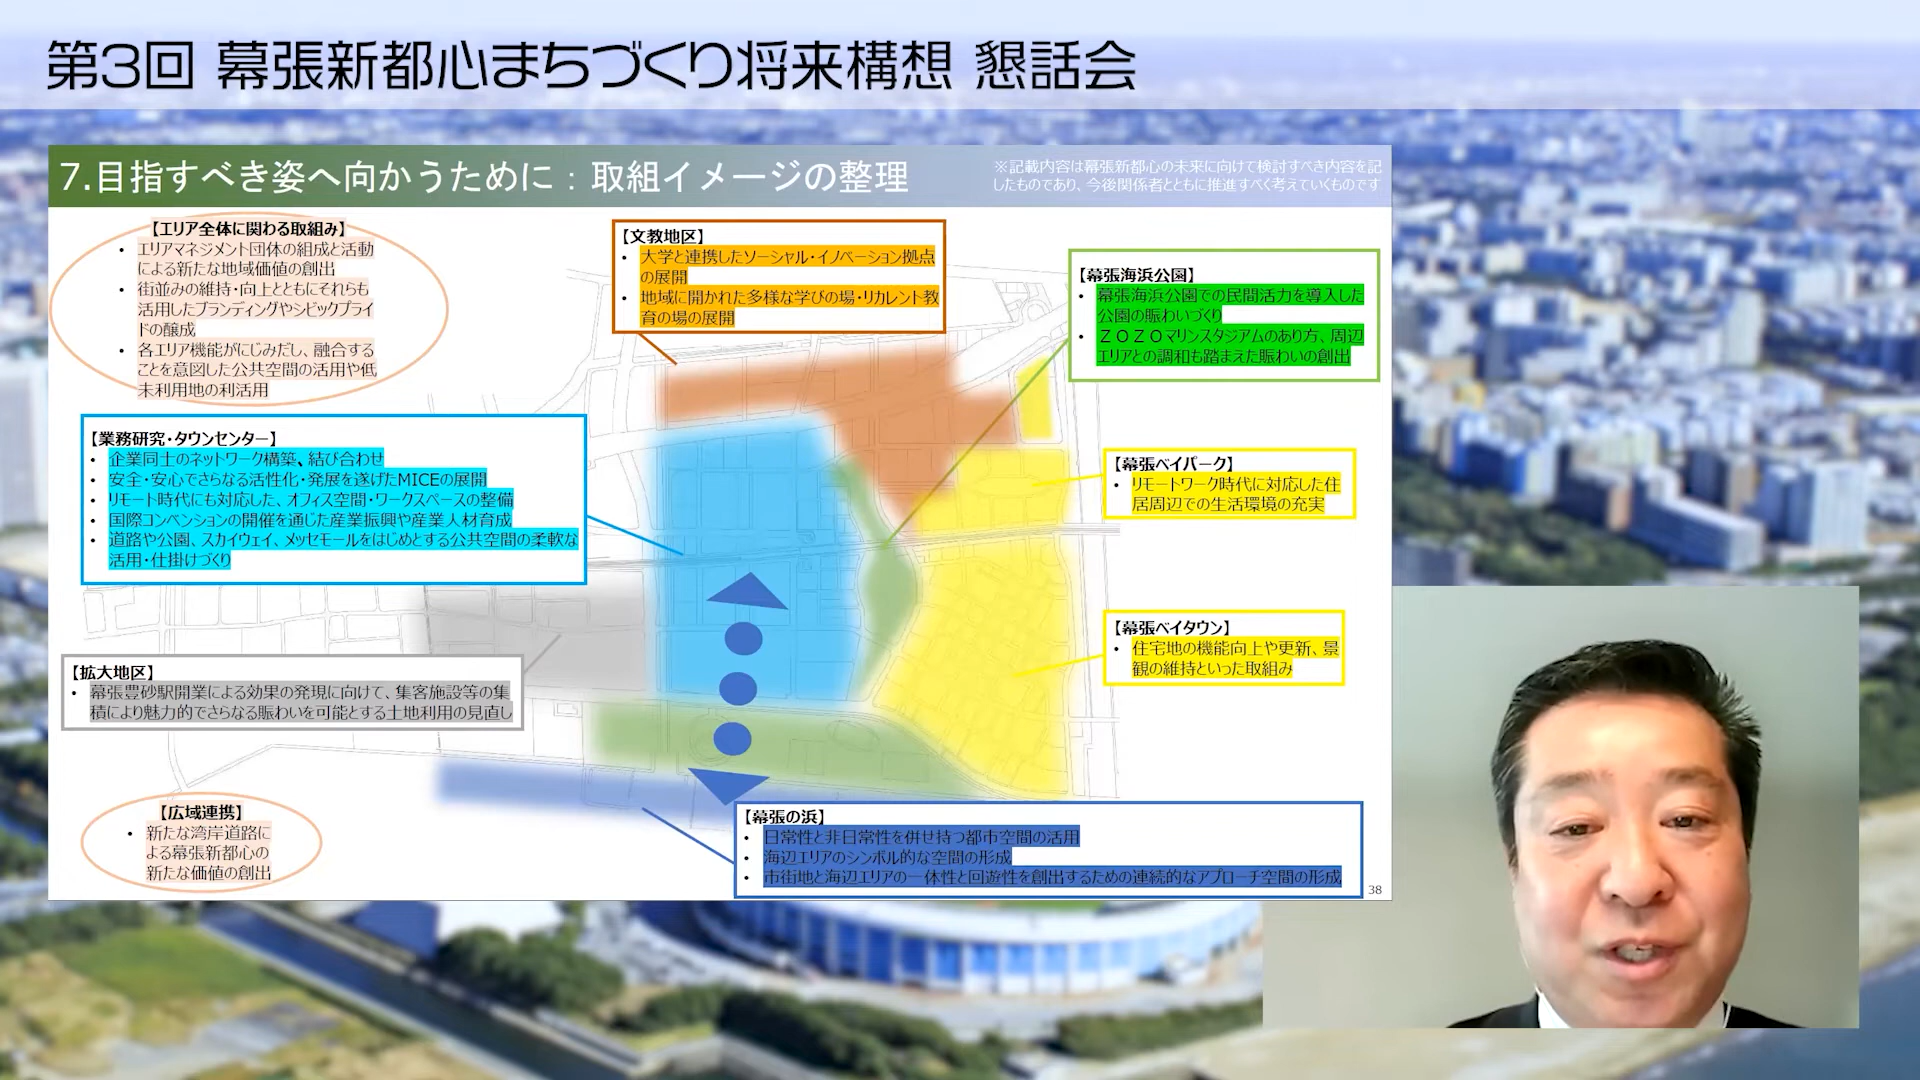 第3回 幕張新都心まちづくり将来構想 懇話会
7.目指すべき姿へ向かうために：取組イメージの整理
※記載内容は幕張新都心の未来に向けて検討すべき内容を記
したものであり、今後関係者とともに推進すべく考えていくものです
【エリア全体に関わる取組み】
• エリアマネジメント団体の組成と活動
による新たな地域価値の創出
• 街並みの維持・向上とともにそれらも
活用したブランディングやシビックプライ
ドの醸成
• 各エリア機能がにじみだし、融合する
ことを意図した公共空間の活用や低
未利用地の利活用
【文教地区】
• 大学と連携したソーシャル・イノベーション拠点
の展開
• 地域に開かれた多様な学びの場・リカレント教
育の場の展開
【幕張海浜公園】
• 幕張海浜公園での民間活力を導入した
公園の賑わいづくり
• ＺＯＺＯマリンスタジアムのあり方、周辺
エリアとの調和も踏まえた賑わいの創出
【業務研究・タウンセンター】
• 企業同士のネットワーク構築、結び合わせ
• 安全・安心でさらなる活性化・発展を遂げたMICEの展開
• リモート時代にも対応した、オフィス空間・ワークスペースの整備
• 国際コンベンションの開催を通じた産業振興や産業人材育成
• 道路や公園、スカイウェイ、メッセモールをはじめとする公共空間の柔軟な
活用・仕掛けづくり
【幕張ベイパーク】
• リモートワーク時代に対応した住
居周辺での生活環境の充実
【幕張ベイタウン】
• 住宅地の機能向上や更新、景
観の維持といった取組み
【拡大地区】
• 幕張豊砂駅開業による効果の発現に向けて、集客施設等の集
積により魅力的でさらなる賑わいを可能とする土地利用の見直し
【広域連携】
• 新たな湾岸道路に
よる幕張新都心の
新たな価値の創出
【幕張の浜】
• 日常性と非日常性を併せ持つ都市空間の活用
• 海辺エリアのシンボル的な空間の形成
• 市街地と海辺エリアの一体性と回遊性を創出するための連続的なアプローチ空間の形成
38